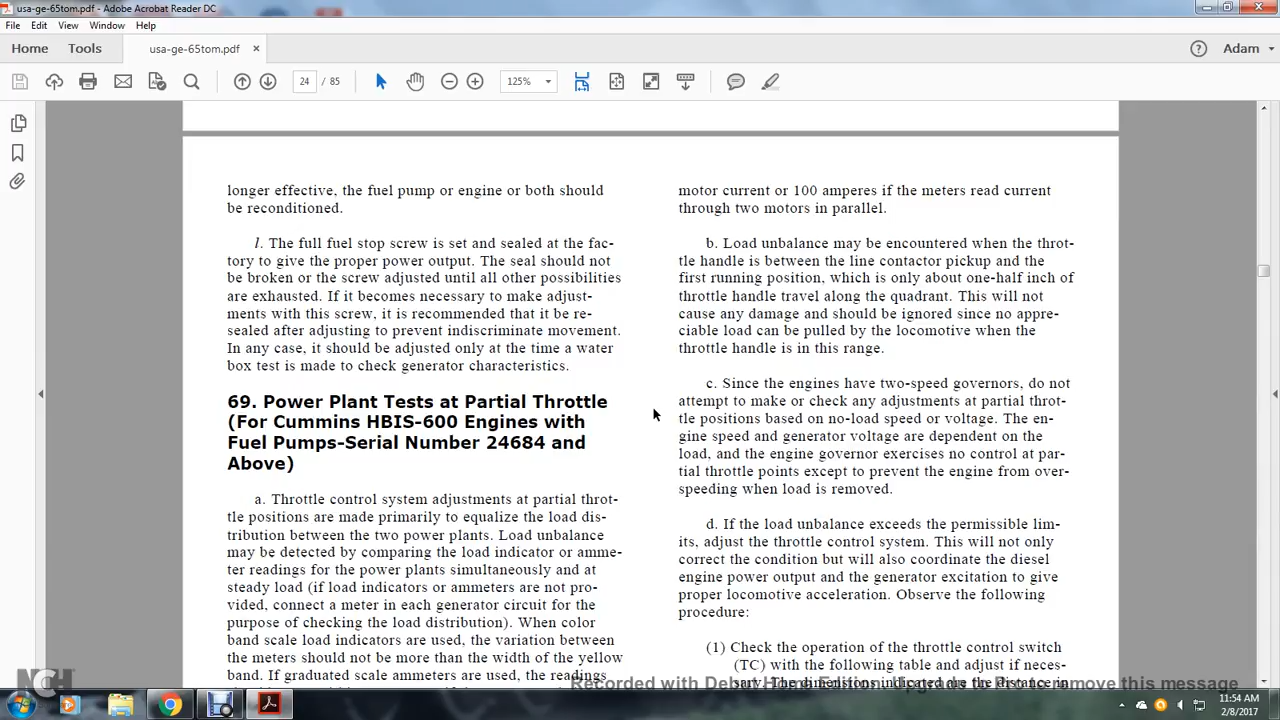 usa-ge-65tom.pdf - Adobe Acrobat Reader DC
File Edit View Window Help
Home Tools usa-ge-65tom.pdf × Adam
24 / 85 125%
longer effective, the fuel pump or engine or both should
be reconditioned.
l. The full fuel stop screw is set and sealed at the fac-
tory to give the proper power output. The seal should not
be broken or the screw adjusted until all other possibilities
are exhausted. If it becomes necessary to make adjust-
ments with this screw, it is recommended that it be re-
sealed after adjusting to prevent indiscriminate movement.
In any case, it should be adjusted only at the time a water
box test is made to check generator characteristics.
69. Power Plant Tests at Partial Throttle
(For Cummins HBIS-600 Engines with
Fuel Pumps-Serial Number 24684 and
Above)
a. Throttle control system adjustments at partial throt-
tle positions are made primarily to equalize the load dis-
tribution between the two power plants. Load unbalance
may be detected by comparing the load indicator or amme-
ter readings for the power plants simultaneously and at
steady load (if load indicators or ammeters are not pro-
vided, connect a meter in each generator circuit for the
purpose of checking the load distribution). When color
band scale load indicators are used, the variation between
the meters should not be more than the width of the yellow
band. If graduated scale ammeters are used, the readings
motor current or 100 amperes if the meters read current
through two motors in parallel.
b. Load unbalance may be encountered when the throt-
tle handle is between the line contactor pickup and the
first running position, which is only about one-half inch of
throttle handle travel along the quadrant. This will not
cause any damage and should be ignored since no appre-
ciable load can be pulled by the locomotive when the
throttle handle is in this range.
c. Since the engines have two-speed governors, do not
attempt to make or check any adjustments at partial throt-
tle positions based on no-load speed or voltage. The en-
gine speed and generator voltage are dependent on the
load, and the engine governor exercises no control at par-
tial throttle points except to prevent the engine from over-
speeding when load is removed.
d. If the load unbalance exceeds the permissible lim-
its, adjust the throttle control system. This will not only
correct the condition but will also coordinate the diesel
engine power output and the generator excitation to give
proper locomotive acceleration. Observe the following
procedure:
(1) Check the operation of the throttle control switch
(TC) with the following table and adjust if neces-
sary. The dimensions indicated are the distance in
NCH
Recorded with Debut Home Edition. Upgrade to Pro to remove this message
11:54 AM
2/8/2017